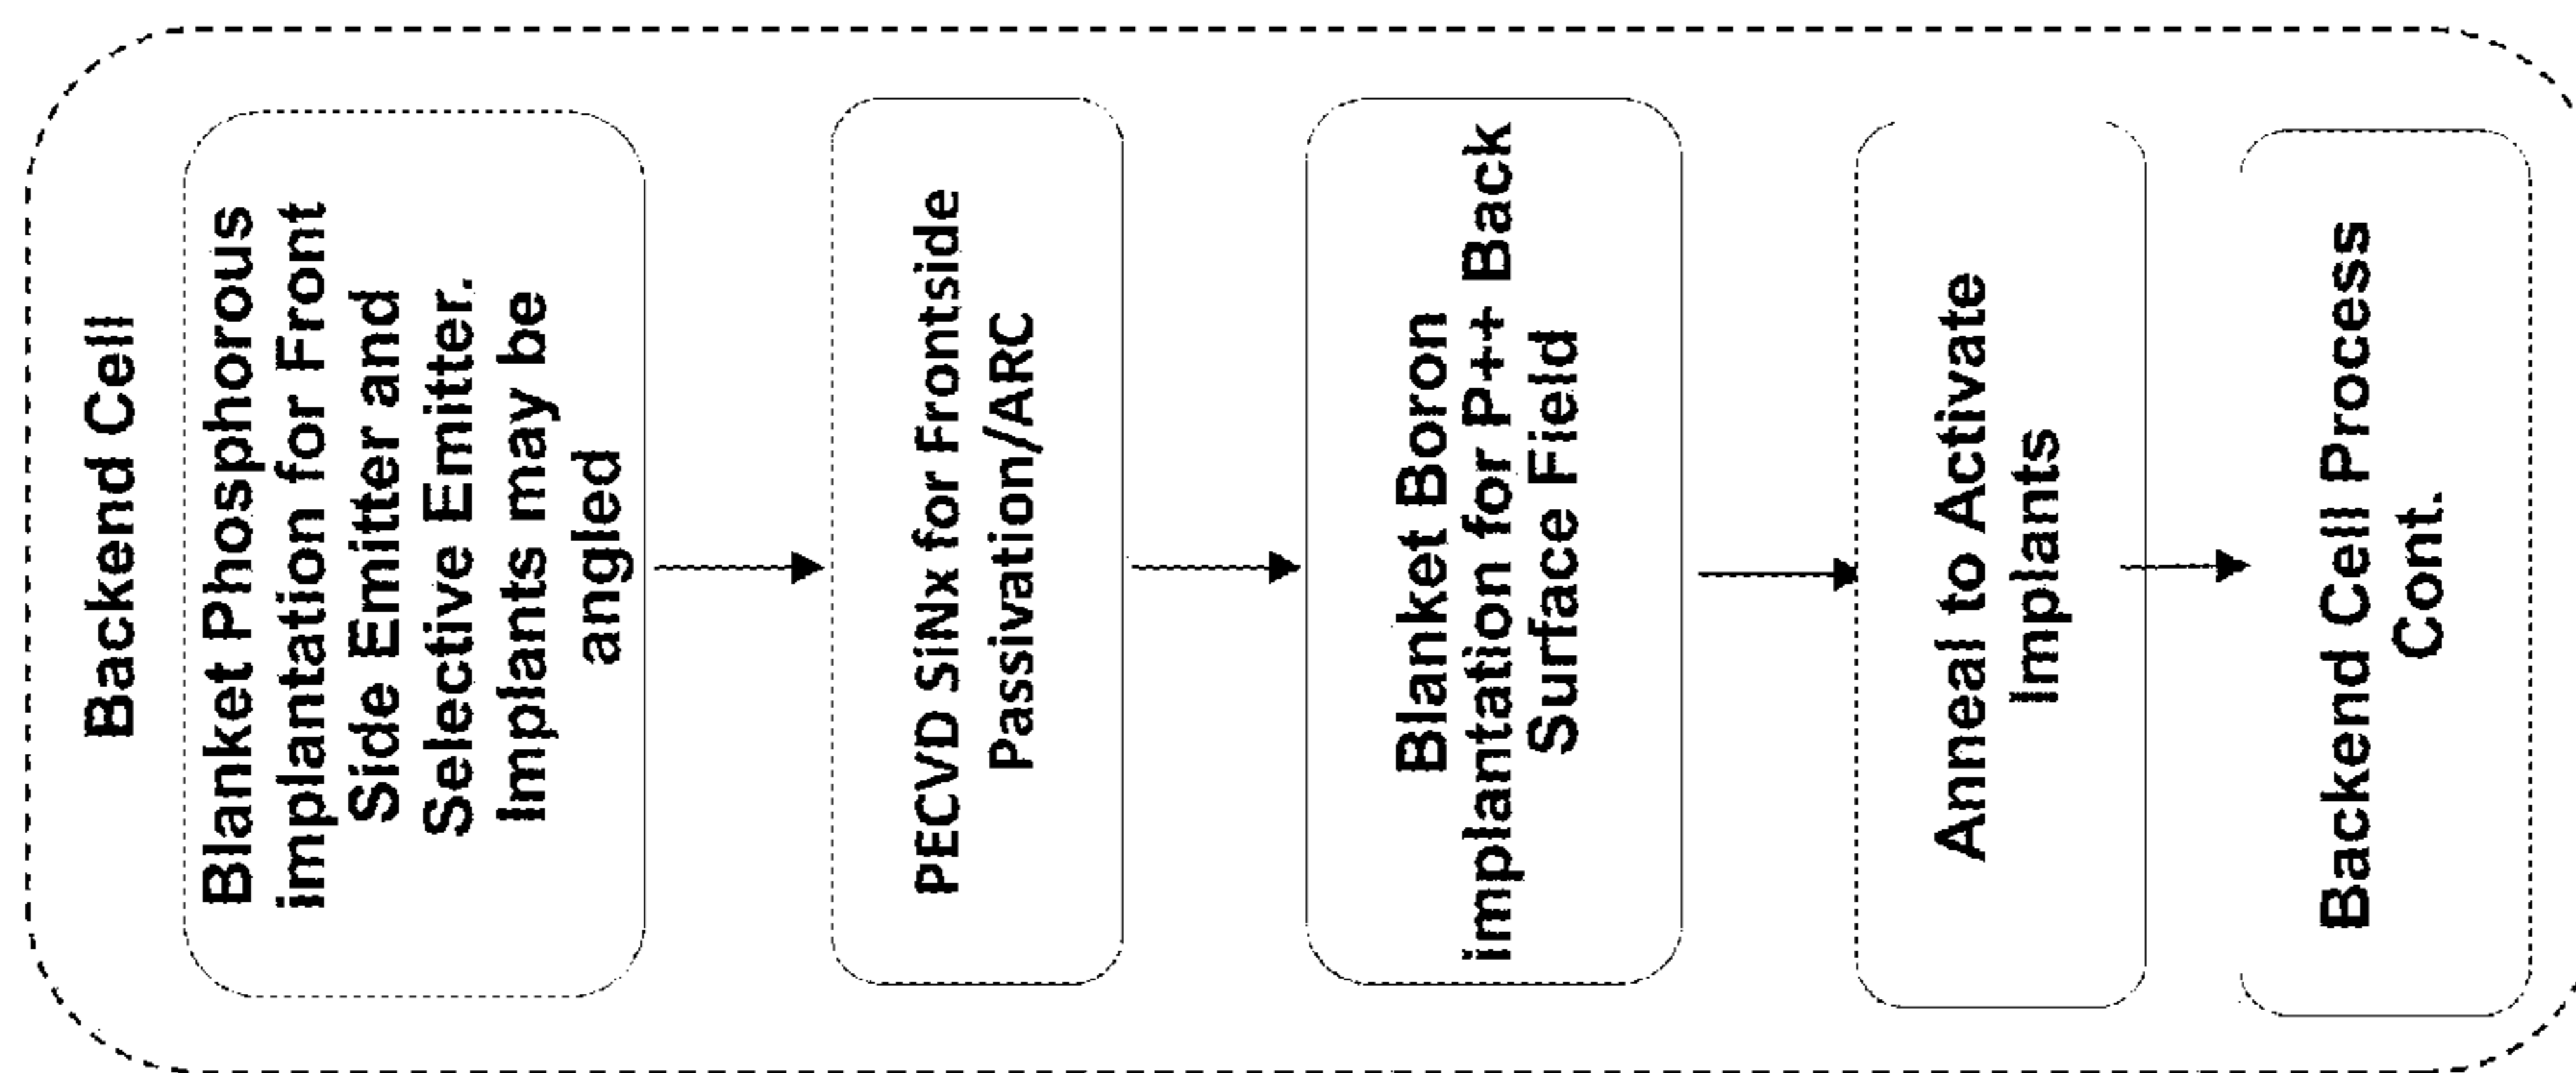 Backend Cell
Blanket Phosphorous
implantation for Front
Side Emitter and
Selective Emitter.
Implants may be
angled
PECVD SiNx for Frontside
Passivation/ARC
Blanket Boron
implantation for P++ Back
Surface Field
Anneal to Activate
Implants
Backend Cell Process
Cont.